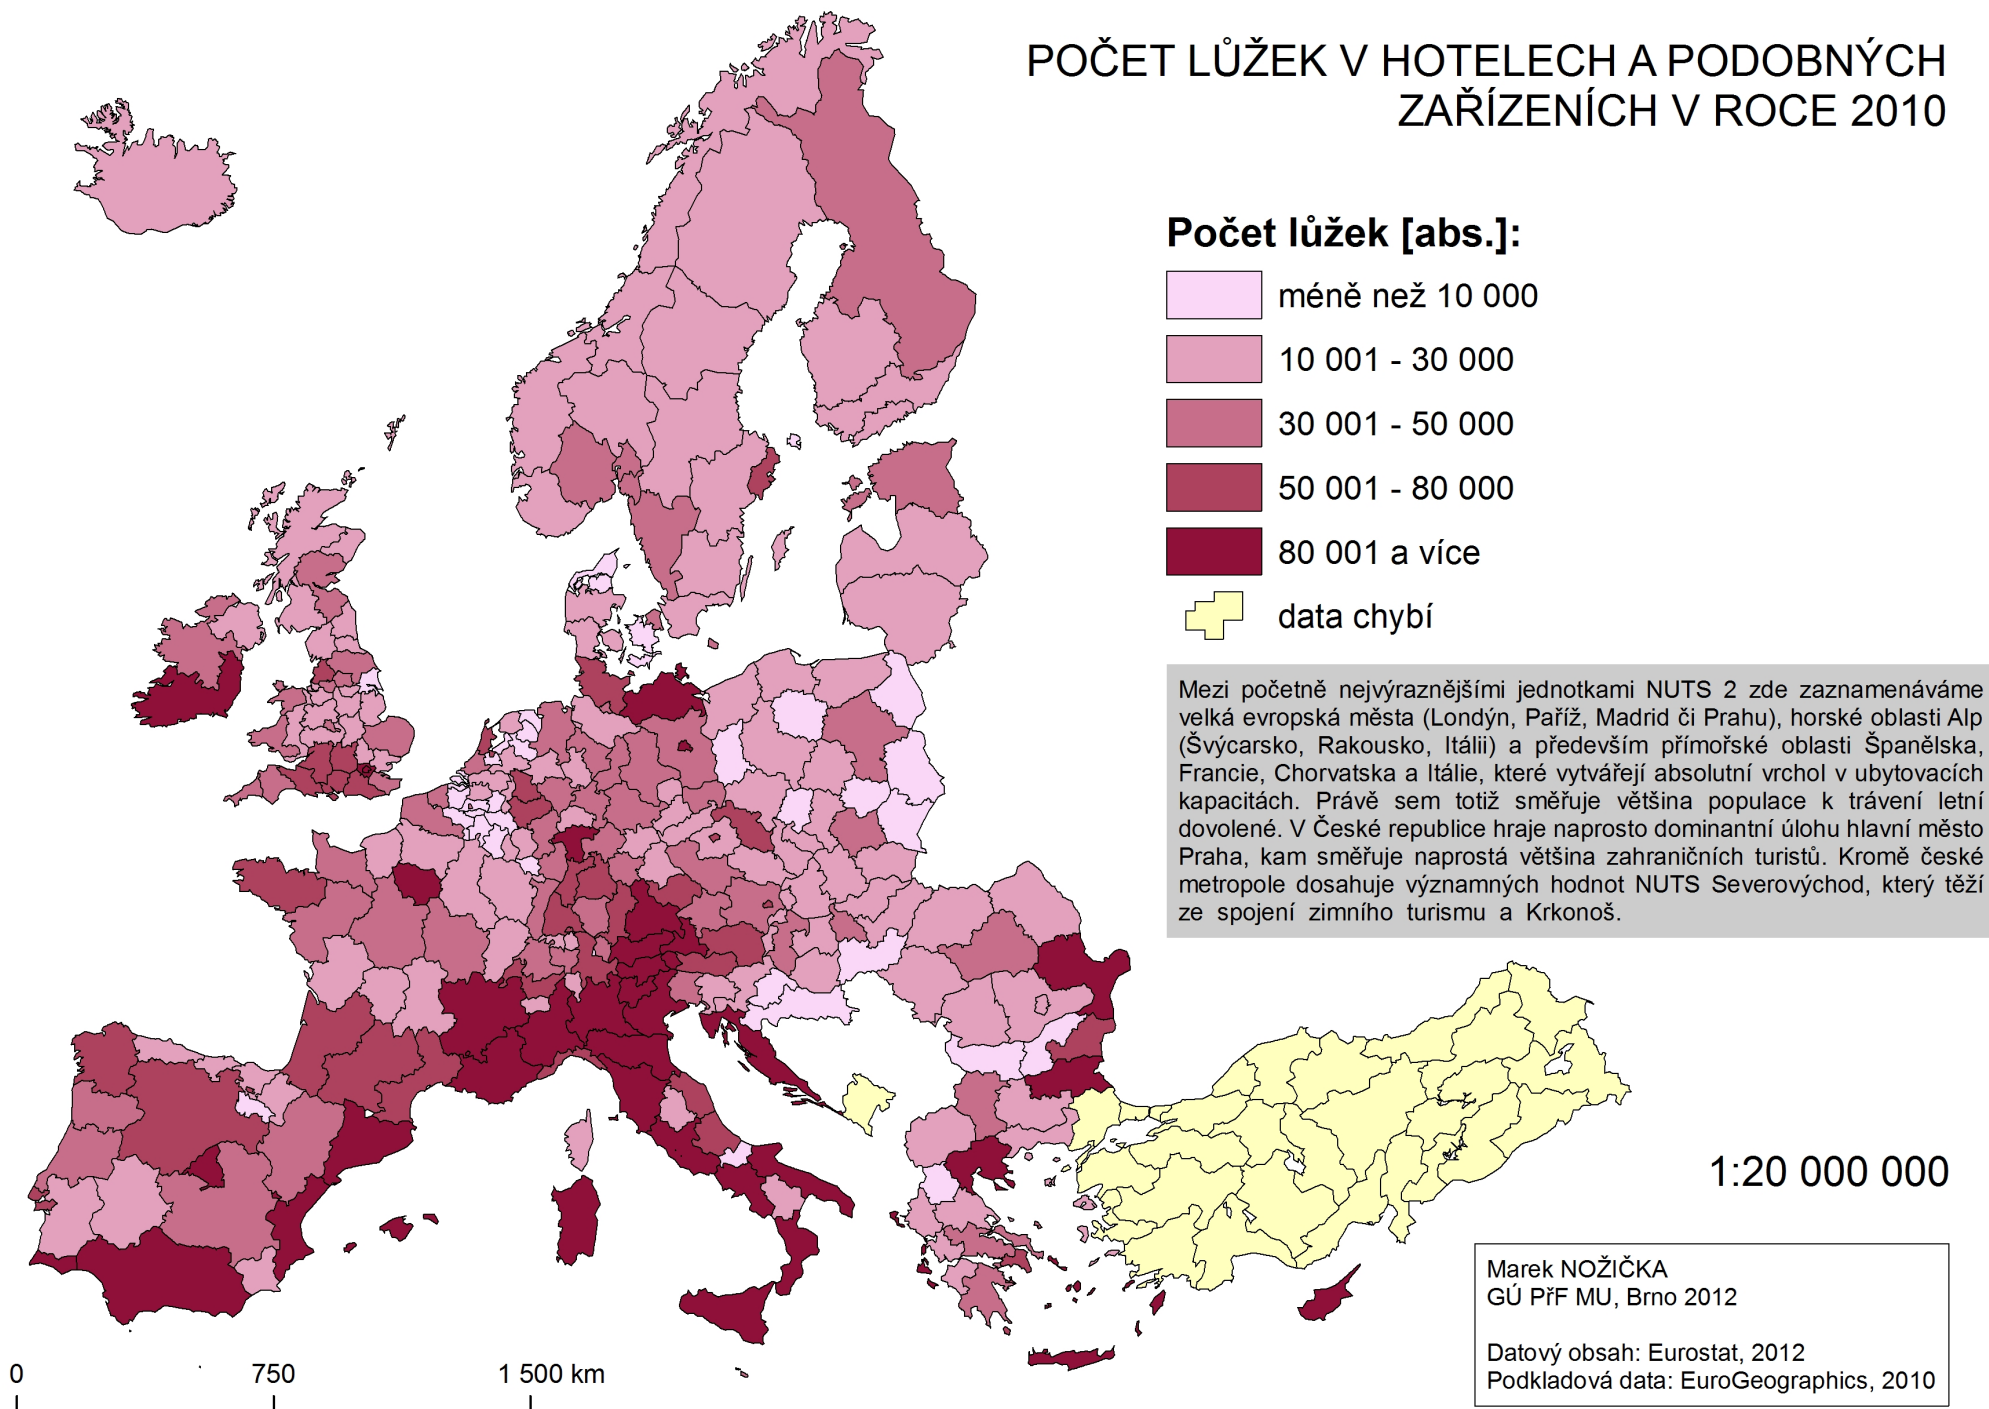 POČET LŮŽEK V HOTELECH A PODOBNÝCH
ZAŘÍZENÍCH V ROCE 2010
Počet lůžek [abs.]:
méně než 10 000
10 001 - 30 000
30 001 - 50 000
50 001 - 80 000
80 001 a více
data chybí
Mezi početně nejvýraznějšími jednotkami NUTS 2 zde zaznamenáváme
velká evropská města (Londýn, Paříž, Madrid či Prahu), horské oblasti Alp
(Švýcarsko, Rakousko, Itálii) a především přímořské oblasti Španělska,
Francie, Chorvatska a Itálie, které vytvářejí absolutní vrchol v ubytovacích
kapacitách. Právě sem totiž směřuje většina populace k trávení letní
dovolené. V České republice hraje naprosto dominantní úlohu hlavní město
Praha, kam směřuje naprostá většina zahraničních turistů. Kromě české
metropole dosahuje významných hodnot NUTS Severovýchod, který těží
ze spojení zimního turismu a Krkonoš.
1:20 000 000
Marek NOŽIČKA
GÚ PřF MU, Brno 2012
Datový obsah: Eurostat, 2012
Podkladová data: EuroGeographics, 2010
0 750 1 500 km